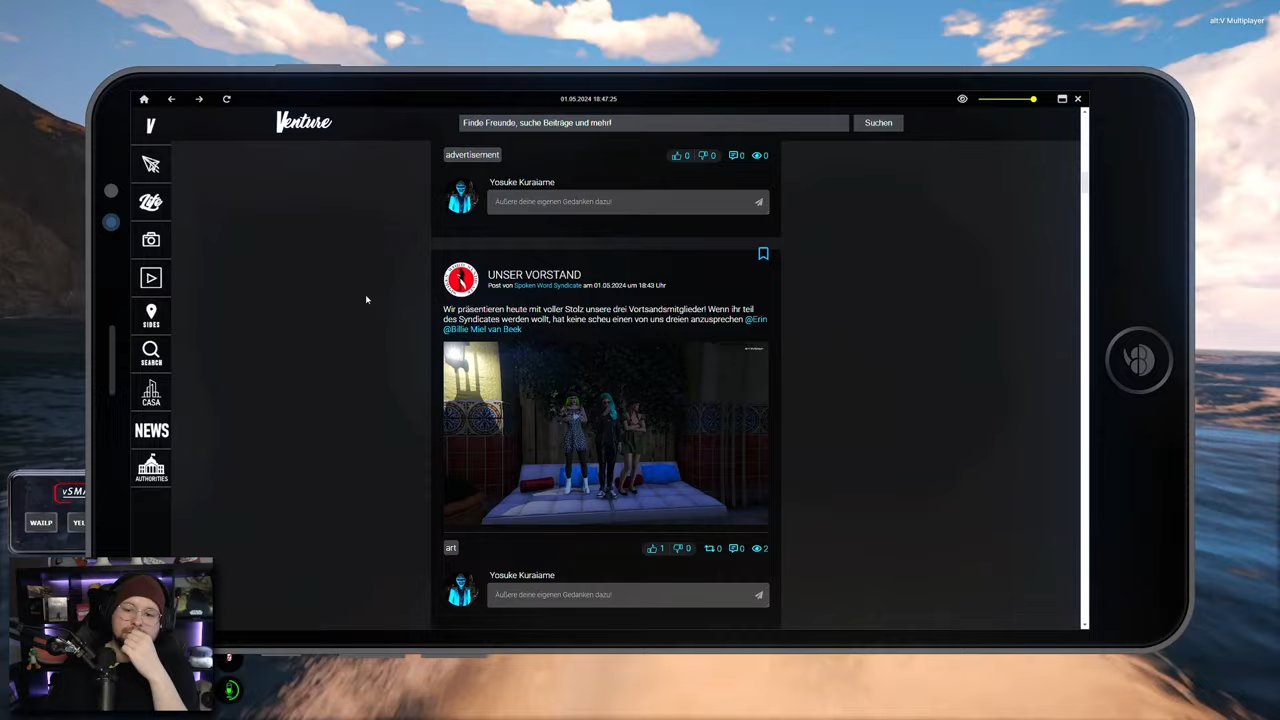 alt:V Multiplayer
01.05.2024 18:47:25
V
Venture
Finde Freunde, suche Beiträge und mehr!
Suchen
Life
SIDES
SEARCH
CASA
NEWS
AUTHORITIES
advertisement
0 0 0 0
Yosuke Kuraiame
Äußere deine eigenen Gedanken dazu!
UNSER VORSTAND
Post von Spoken Word Syndicate am 01.05.2024 um 18:43 Uhr
Wir präsentieren heute mit voller Stolz unsere drei Vortsandsmitglieder! Wenn ihr teil
des Syndicates werden wollt, hat keine scheu einen von uns dreien anzusprechen @Erin
@Billie Miel van Beek
art
1 0 0 0 2
Yosuke Kuraiame
Äußere deine eigenen Gedanken dazu!
WAILP
YEL